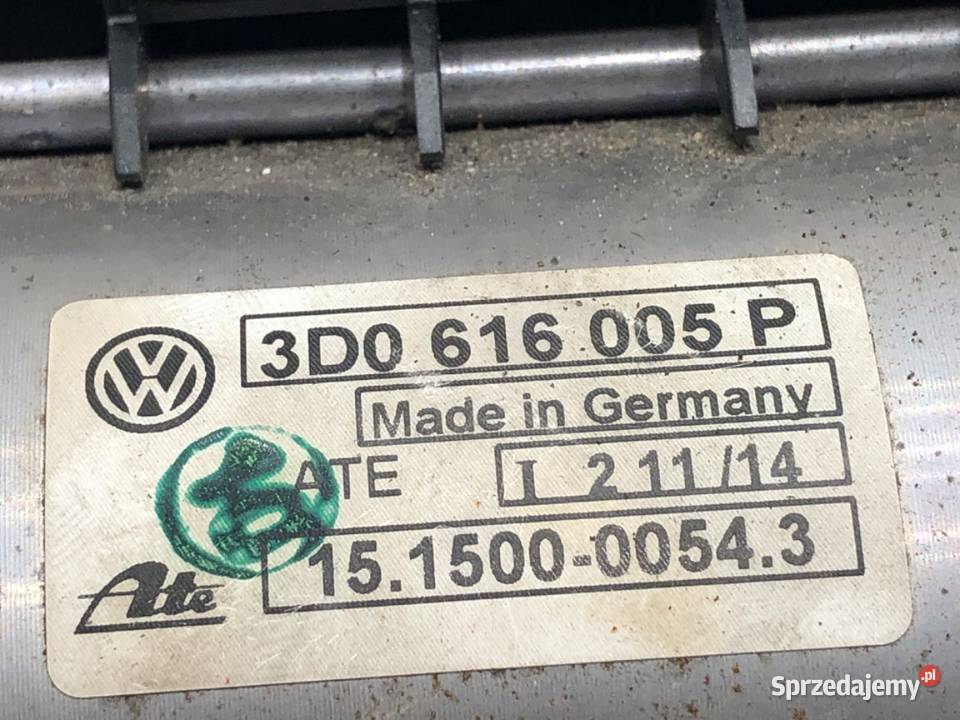 3D0 616 005 P
Made in Germany
ATE
I 2 11/14
15.1500-0054.3
Ate
Sprzedajemy.pl